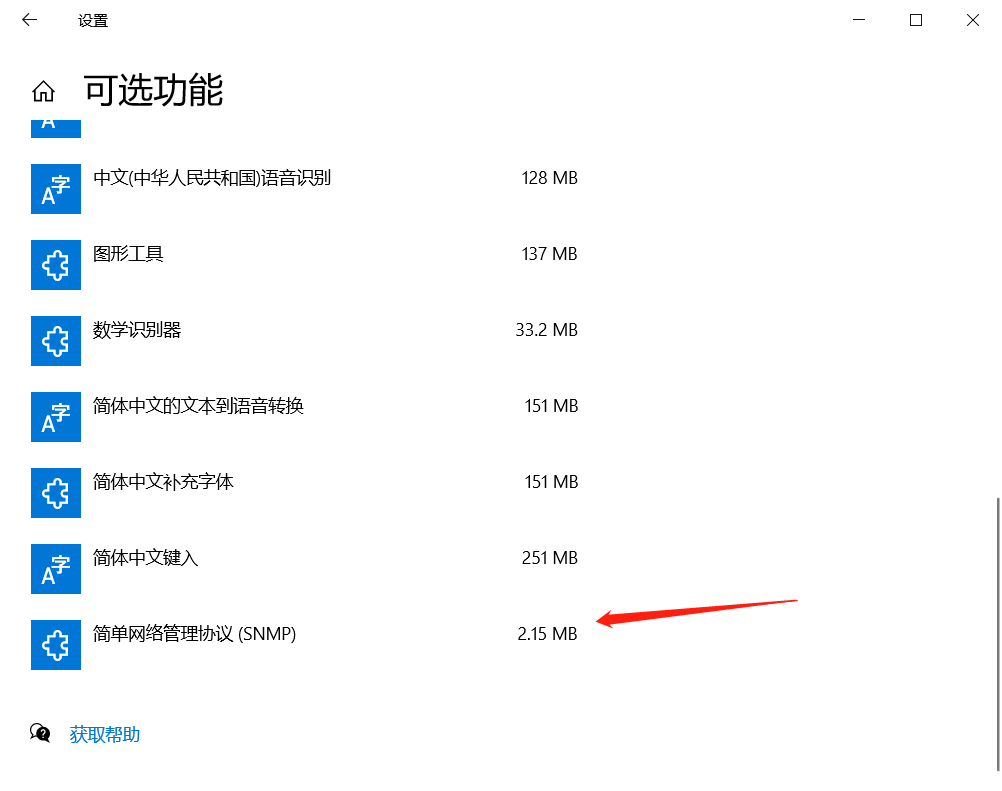 设置
可选功能
中文(中华人民共和国)语音识别 128 MB
图形工具 137 MB
数学识别器 33.2 MB
简体中文的文本到语音转换 151 MB
简体中文补充字体 151 MB
简体中文键入 251 MB
简单网络管理协议 (SNMP) 2.15 MB
获取帮助